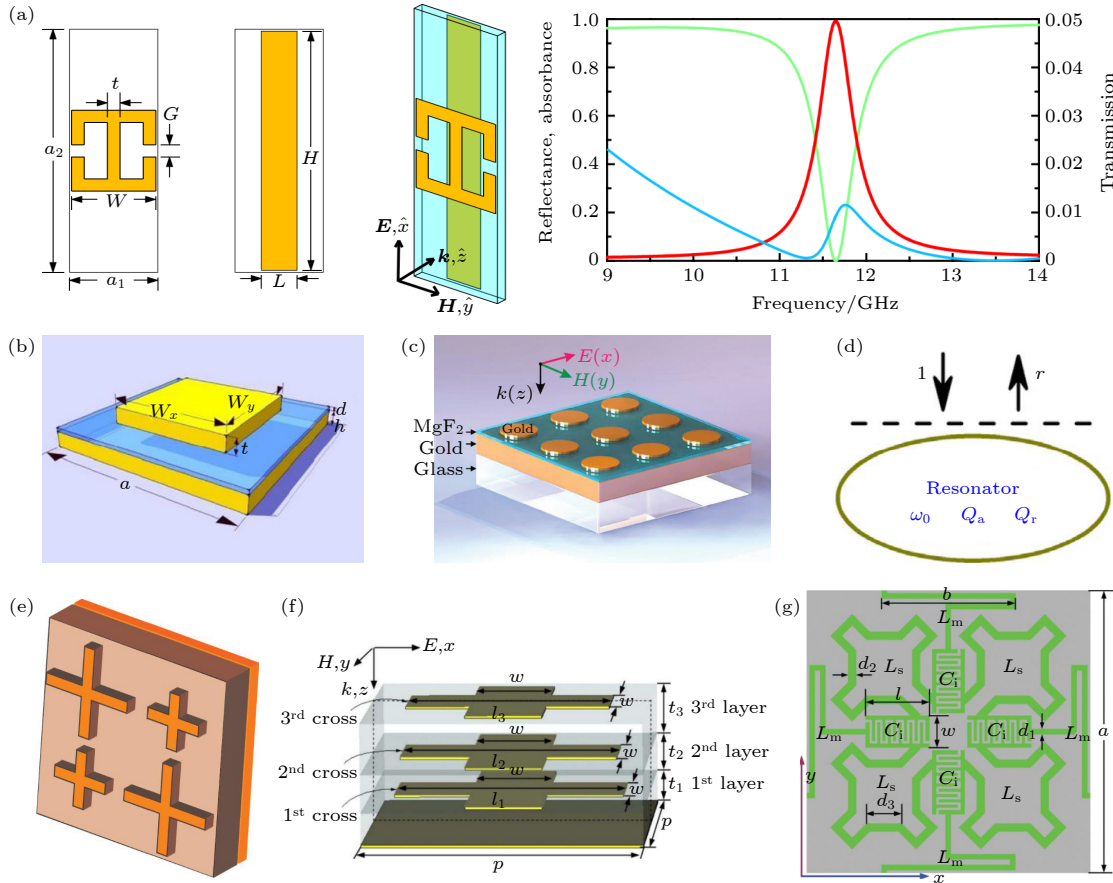 (a)
t
G
a2
H
W
a1
L
E,x̂
k,ẑ
H,ŷ
Reflectance, absorbance
1.0
0.8
0.6
0.4
0.2
0
9 10 11 12 13 14
Frequency/GHz
0.05
0.04
0.03
0.02
0.01
0
Transmission
(b)
Wx
Wy
d
h
t
a
(c)
E(x)
H(y)
k(z)
MgF2
Gold
Gold
Glass
(d)
1
r
Resonator
ω0 Qa Qr
(e)
(f)
E,x
H,y
k,z
w
w
l3
3rd cross
t3 3rd layer
w
w
l2
2nd cross
t2 2nd layer
w
w
l1
1st cross
t1 1st layer
p
p
(g)
b
Lm
d2
Ls
Ls
Ci
l
a
Lm
Ci
w
Ci
d1
Lm
y
Ls
Ci
Ls
d3
Lm
x